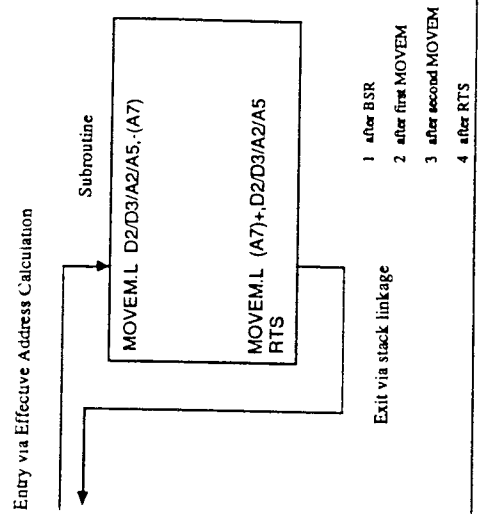 Entry via Effective Address Calculation
Subroutine
MOVEM.L D2/D3/A2/A5,-(A7)
MOVEM.L (A7)+,D2/D3/A2/A5
RTS
Exit via stack linkage
1 after BSR
2 after first MOVEM
3 after second MOVEM
4 after RTS